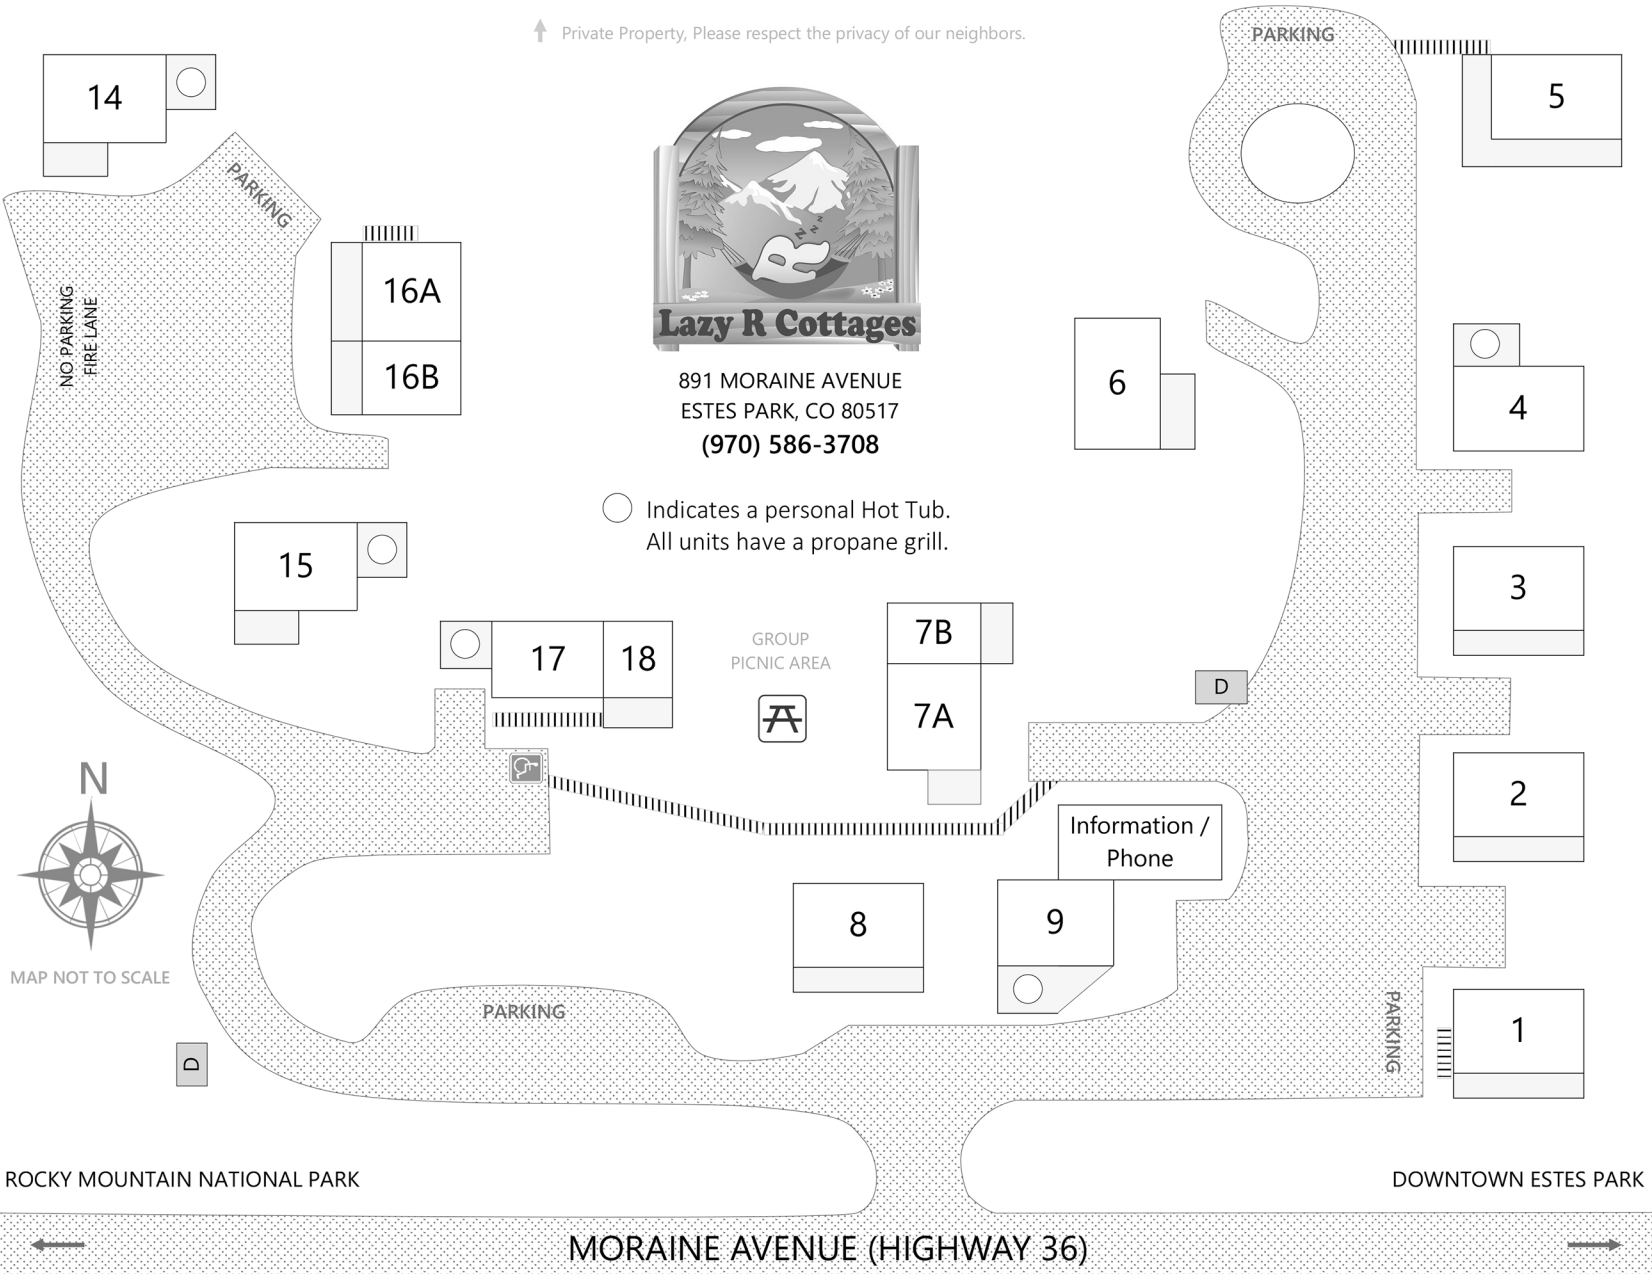 Private Property, Please respect the privacy of our neighbors.
PARKING
14
5
PARKING
z z z
R
Lazy R Cottages
16A
16B
NO PARKING
FIRE LANE
891 MORAINE AVENUE
ESTES PARK, CO 80517
(970) 586-3708
6
4
Indicates a personal Hot Tub.
All units have a propane grill.
15
3
17
18
GROUP
PICNIC AREA
7B
7A
D
N
2
Information /
Phone
8
9
MAP NOT TO SCALE
PARKING
PARKING
1
D
ROCKY MOUNTAIN NATIONAL PARK
DOWNTOWN ESTES PARK
MORAINE AVENUE (HIGHWAY 36)